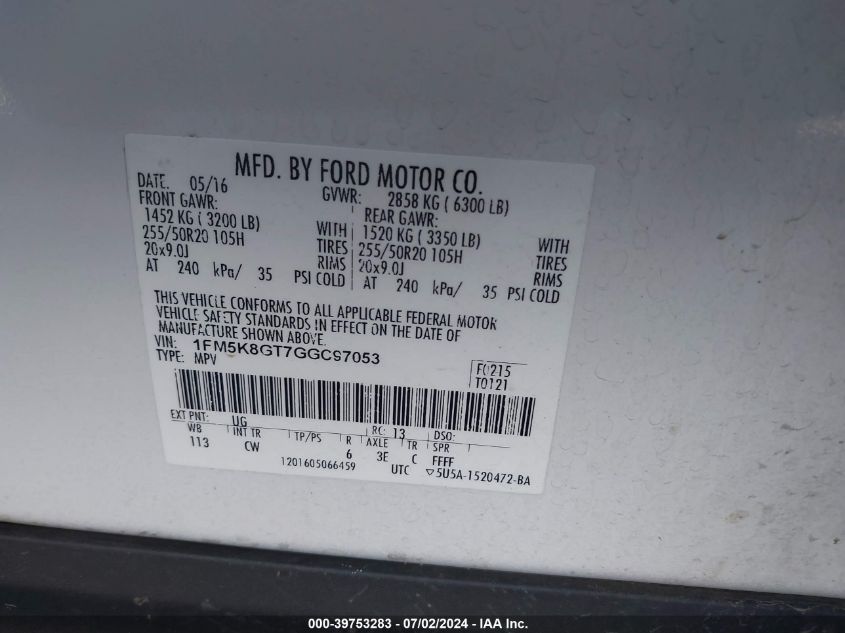 MFD. BY FORD MOTOR CO.
DATE. 05/16 GVWR: 2858 KG ( 6300 LB)
FRONT GAWR: REAR GAWR:
1452 KG ( 3200 LB) WITH 1520 KG ( 3350 LB) WITH
255/50R20 105H TIRES 255/50R20 105H TIRES
20x9.0J RIMS 20x9.0J RIMS
AT 240 kPa/ 35 PSI COLD AT 240 kPa/ 35 PSI COLD
THIS VEHICLE CONFORMS TO ALL APPLICABLE FEDERAL MOTOR
VEHICLE SAFETY STANDARDS IN EFFECT ON THE DATE OF
MANUFACTURE SHOWN ABOVE.
VIN: 1FM5K8GT7GGC97053
TYPE: MPV
F0215
T0121
EXT PNT: UG RC: 13 DSO:
WB INT TR TP/PS R AXLE TR SPR
113 CW 6 3E C FFFF
1201605066459 UTC ▽5U5A-1520472-BA
000-39753283 - 07/02/2024 - IAA Inc.